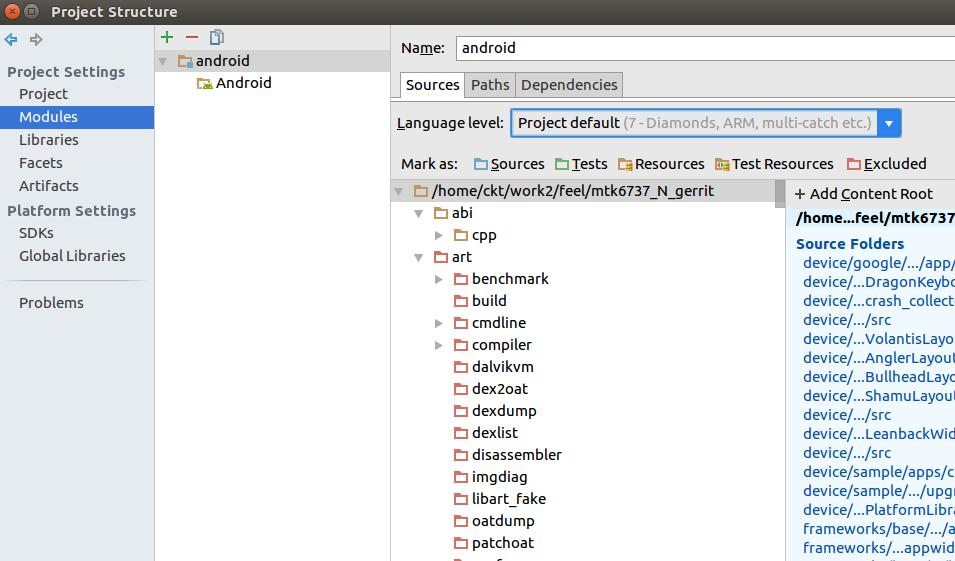 Project Structure
Project Settings
Project
Modules
Libraries
Facets
Artifacts
Platform Settings
SDKs
Global Libraries
Problems
android
Android
Name: android
Sources Paths Dependencies
Language level: Project default (7 - Diamonds, ARM, multi-catch etc.)
Mark as: Sources Tests Resources Test Resources Excluded
/home/ckt/work2/feel/mtk6737_N_gerrit
abi
cpp
art
benchmark
build
cmdline
compiler
dalvikvm
dex2oat
dexdump
dexlist
disassembler
imgdiag
libart_fake
oatdump
patchoat
+ Add Content Root
/home...feel/mtk6737
Source Folders
device/google/.../app/
device/...DragonKeybo
device/...crash_collect
device/.../src
device/...VolantisLayo
device/...AnglerLayout
device/...BullheadLayo
device/...ShamuLayout
device/.../src
device/...LeanbackWid
device/.../src
device/sample/apps/c
device/sample/.../upgr
device/...PlatformLibra
frameworks/base/.../a
frameworks/...appwid